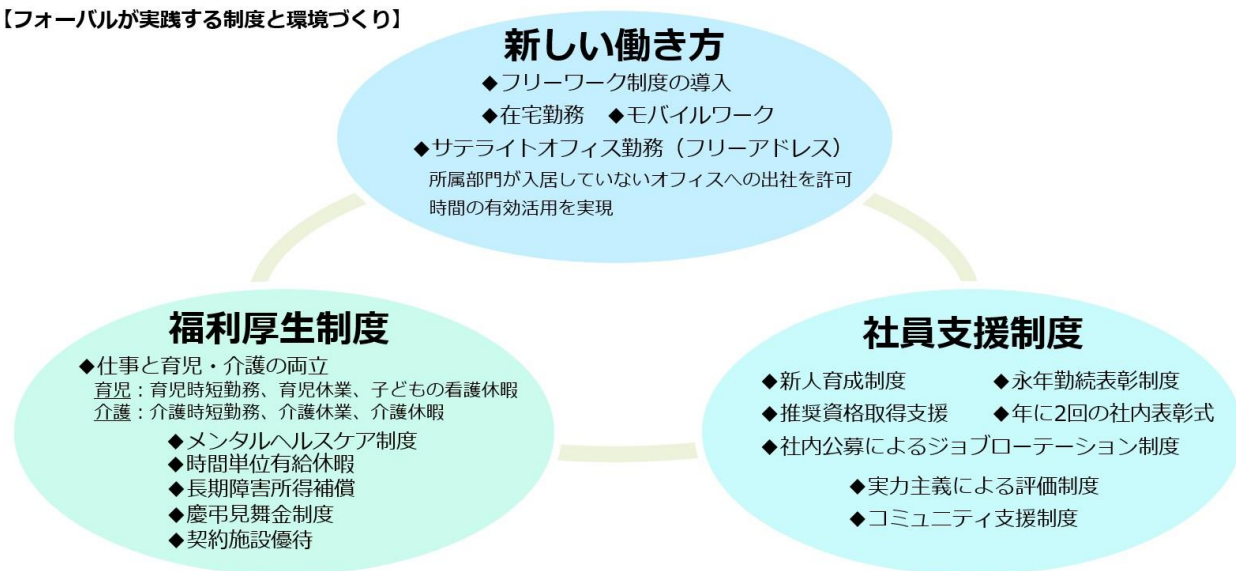 【フォーバルが実践する制度と環境づくり】
新しい働き方
◆フリーワーク制度の導入
◆在宅勤務 ◆モバイルワーク
◆サテライトオフィス勤務（フリーアドレス）
所属部門が入居していないオフィスへの出社を許可
時間の有効活用を実現
福利厚生制度
◆仕事と育児・介護の両立
育児：育児時短勤務、育児休業、子どもの看護休暇
介護：介護時短勤務、介護休業、介護休暇
◆メンタルヘルスケア制度
◆時間単位有給休暇
◆長期障害所得補償
◆慶弔見舞金制度
◆契約施設優待
社員支援制度
◆新人育成制度 ◆永年勤続表彰制度
◆推奨資格取得支援 ◆年に2回の社内表彰式
◆社内公募によるジョブローテーション制度
◆実力主義による評価制度
◆コミュニティ支援制度